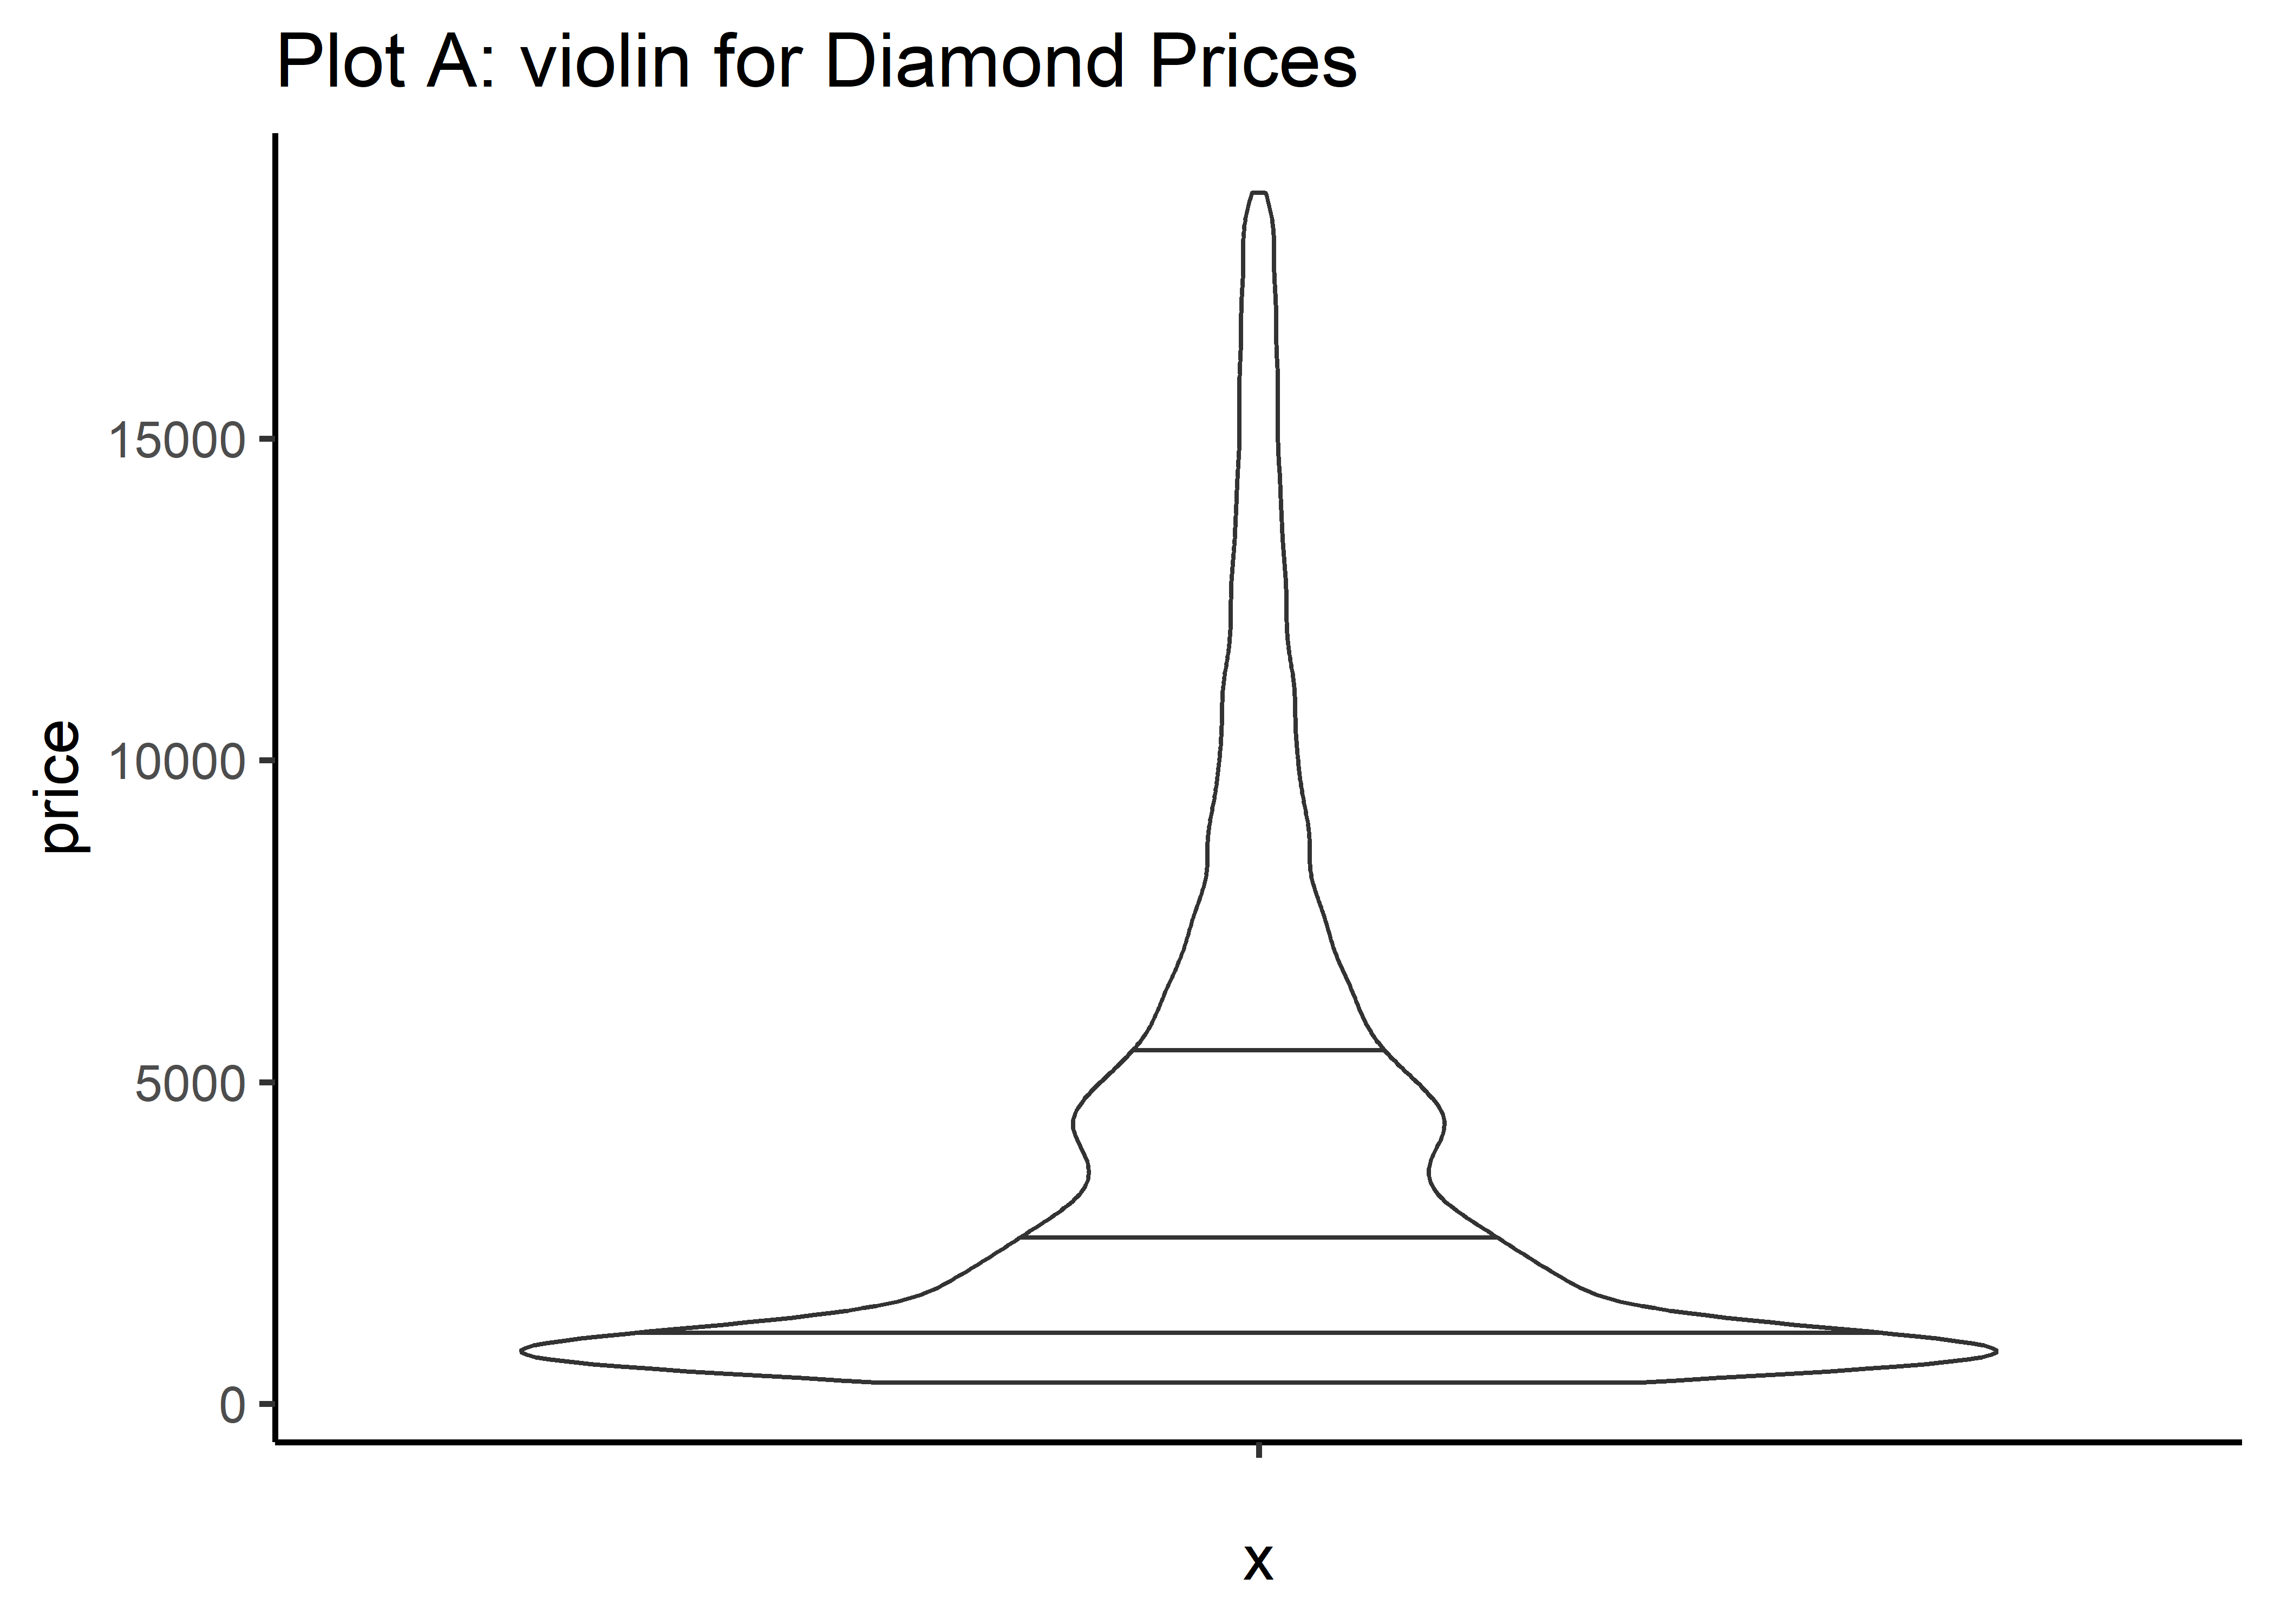 Plot A: violin for Diamond Prices
15000
10000
5000
0
price
x